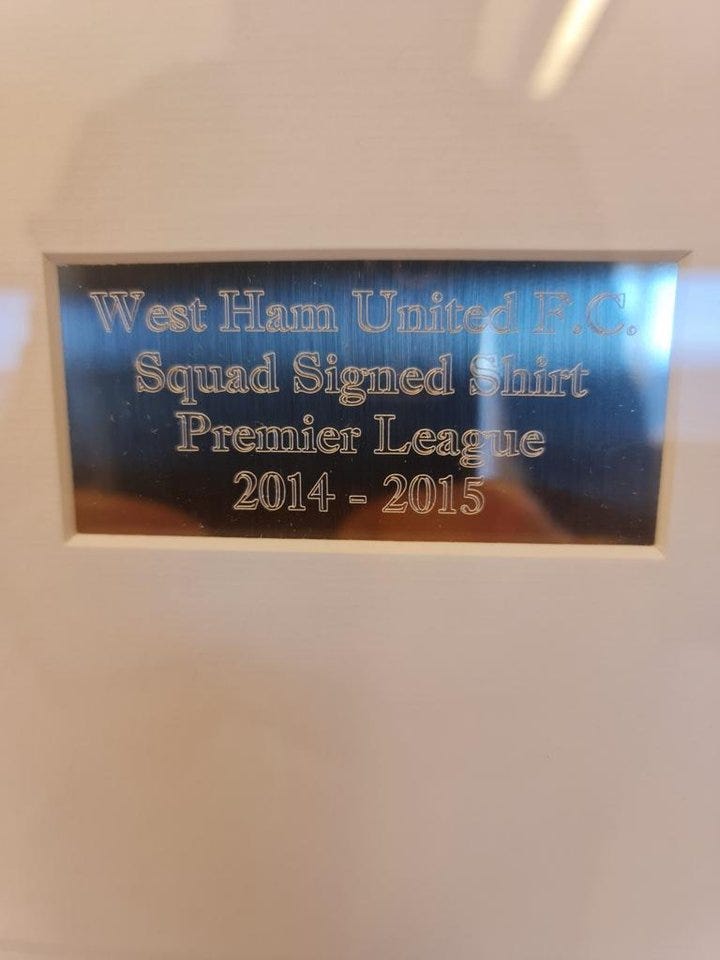 West Ham United F.C.
Squad Signed Shirt
Premier League
2014 - 2015